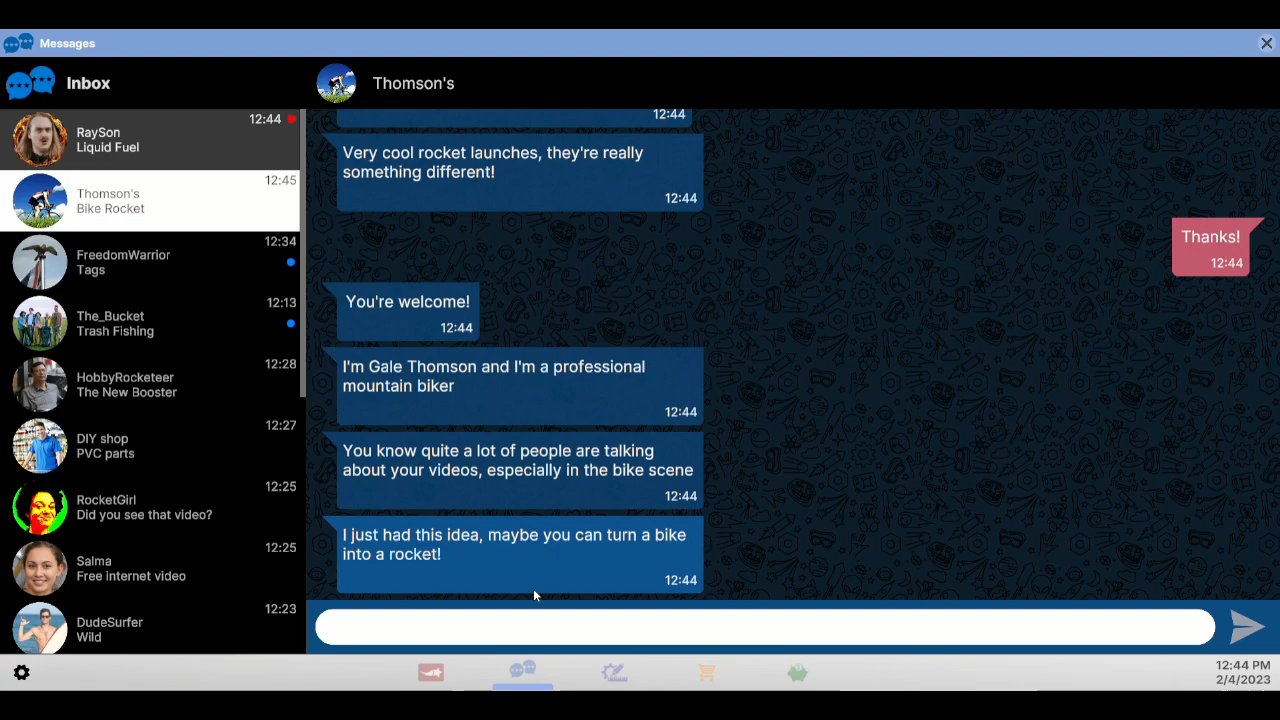 Messages
Inbox
Thomson's
12:44
RaySon
Liquid Fuel
12:45
Thomson's
Bike Rocket
12:34
FreedomWarrior
Tags
12:13
The_Bucket
Trash Fishing
12:28
HobbyRocketeer
The New Booster
12:27
DIY shop
PVC parts
12:25
RocketGirl
Did you see that video?
12:25
Salma
Free internet video
12:23
DudeSurfer
Wild
12:44
Very cool rocket launches, they're really
something different!
12:44
Thanks!
12:44
You're welcome!
12:44
I'm Gale Thomson and I'm a professional
mountain biker
12:44
You know quite a lot of people are talking
about your videos, especially in the bike scene
12:44
I just had this idea, maybe you can turn a bike
into a rocket!
12:44
12:44 PM
2/4/2023